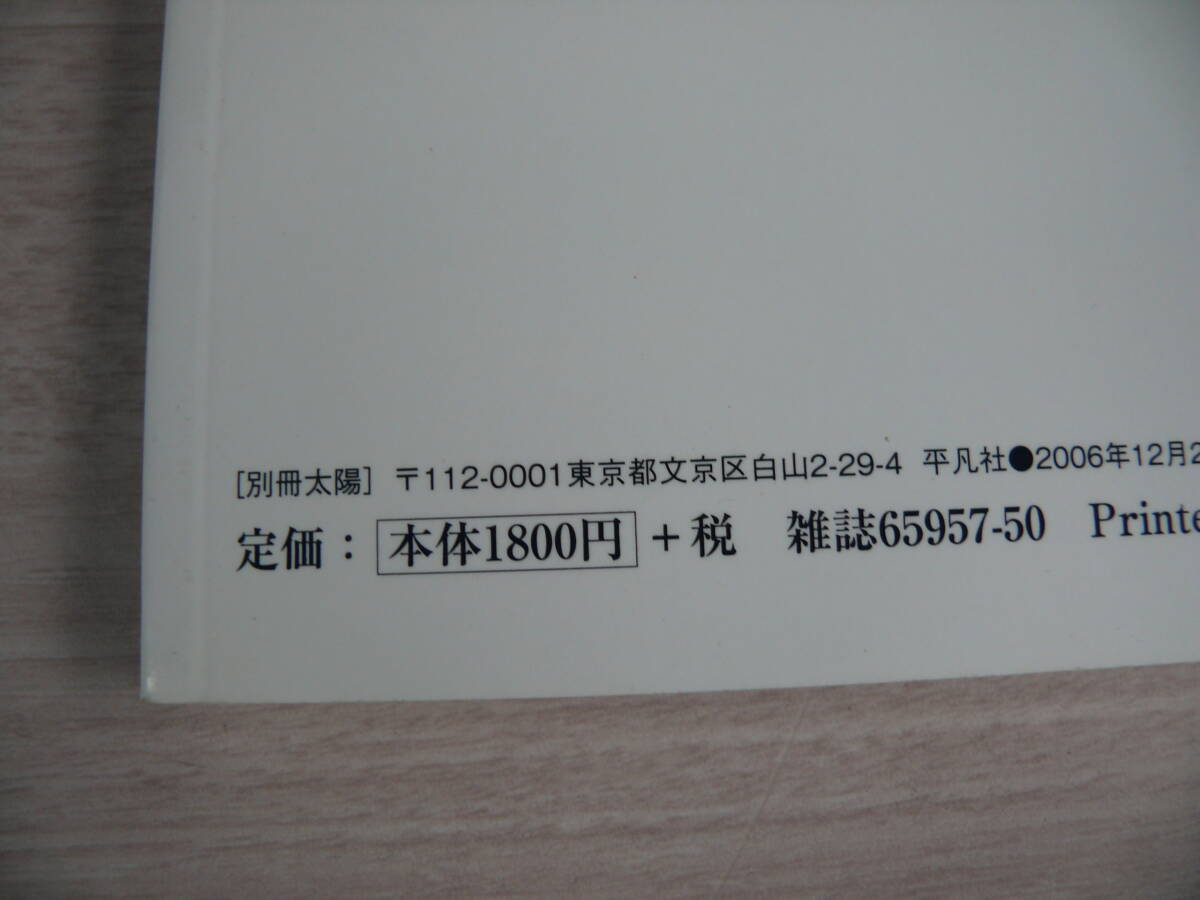 [別冊太陽] 〒112-0001東京都文京区白山2-29-4 平凡社●2006年12月2
定価：本体1800円＋税 雑誌65957-50 Printe